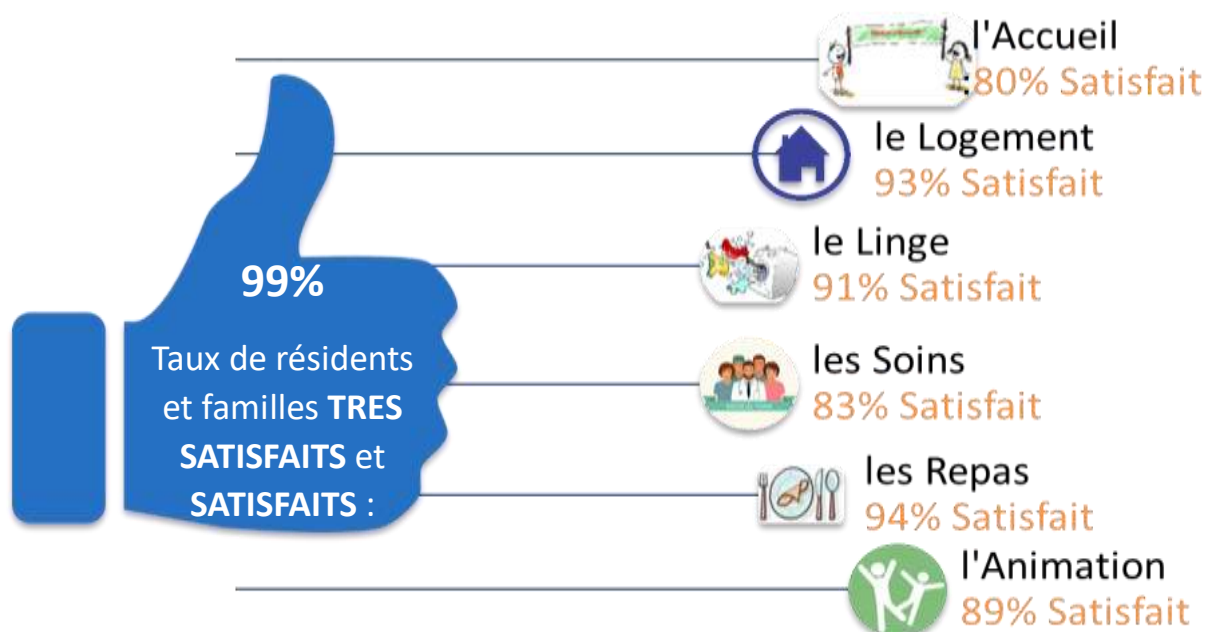 99%
Taux de résidents
et familles TRES
SATISFAITS et
SATISFAITS :
l'Accueil
:80% Satisfait
le Logement
93% Satisfait
le Linge
91% Satisfait
les Soins
83% Satisfait
les Repas
94% Satisfait
l'Animation
89% Satisfait